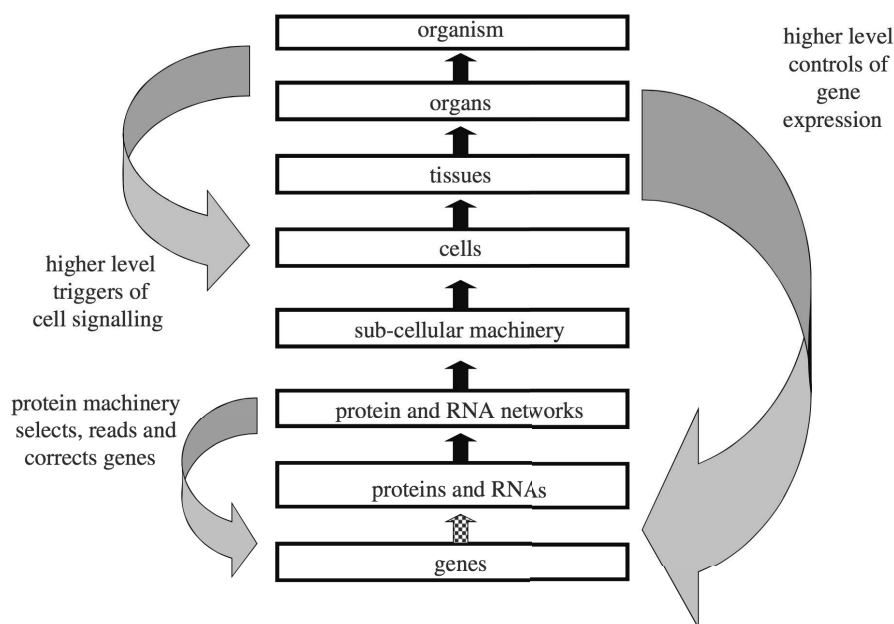 organism
organs
tissues
cells
sub-cellular machinery
protein and RNA networks
proteins and RNAs
genes
higher level
triggers of
cell signalling
protein machinery
selects, reads and
corrects genes
higher level
controls of
gene
expression